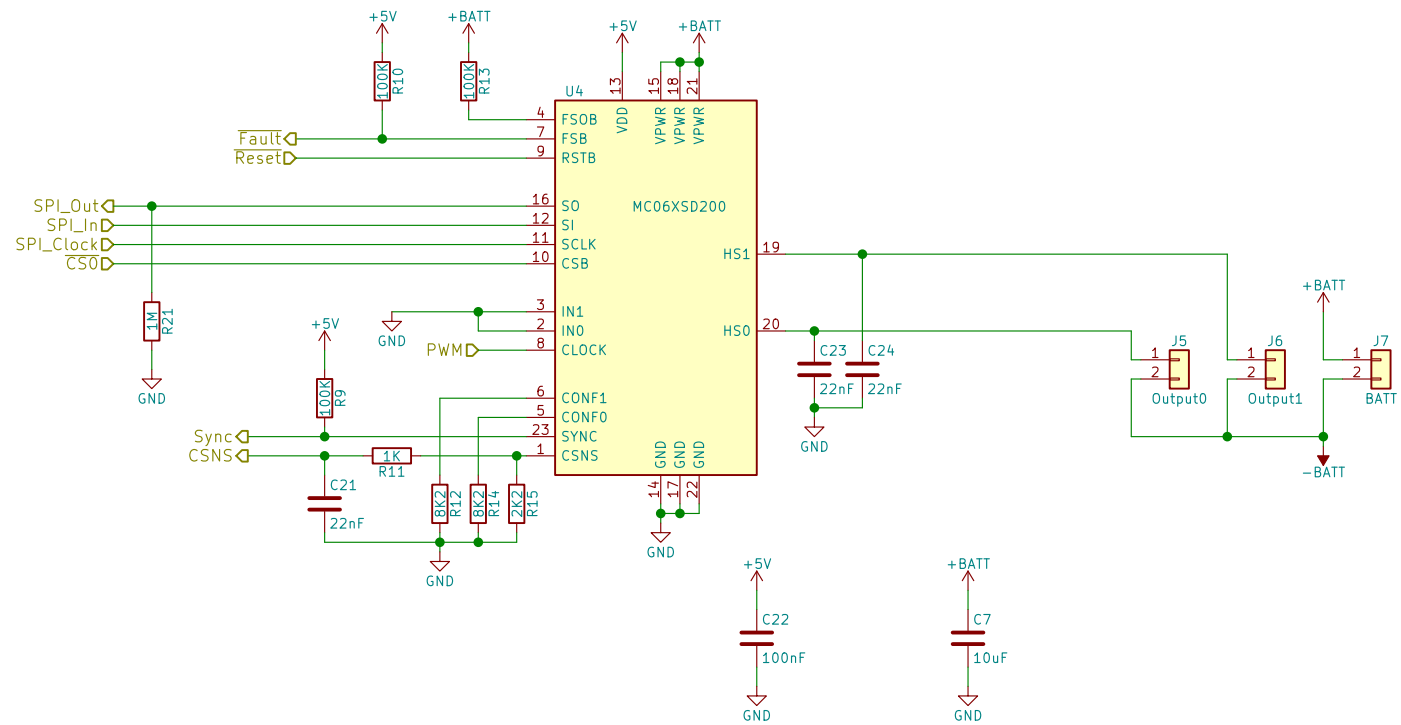 +5V
+BATT
+5V
+BATT
100K
R10
100K
R13
U4
13
15
18
21
VDD
VPWR
VPWR
VPWR
4
FSOB
Fault
7
FSB
Reset
9
RSTB
SPI_Out
16
SO
MC06XSD200
SPI_In
12
SI
SPI_Clock
11
SCLK
CS0
10
CSB
HS1
19
1M
R21
3
IN1
2
IN0
HS0
20
GND
PWM
8
CLOCK
+5V
+BATT
C23
22nF
C24
22nF
J5
1
2
Output0
J6
1
2
Output1
J7
1
2
BATT
GND
100K
R9
6
CONF1
5
CONF0
Sync
23
SYNC
CSNS
1K
R11
1
CSNS
GND
GND
GND
GND
-BATT
C21
22nF
8K2
R12
8K2
R14
2K2
R15
14
17
22
GND
GND
+5V
+BATT
C22
100nF
C7
10uF
GND
GND